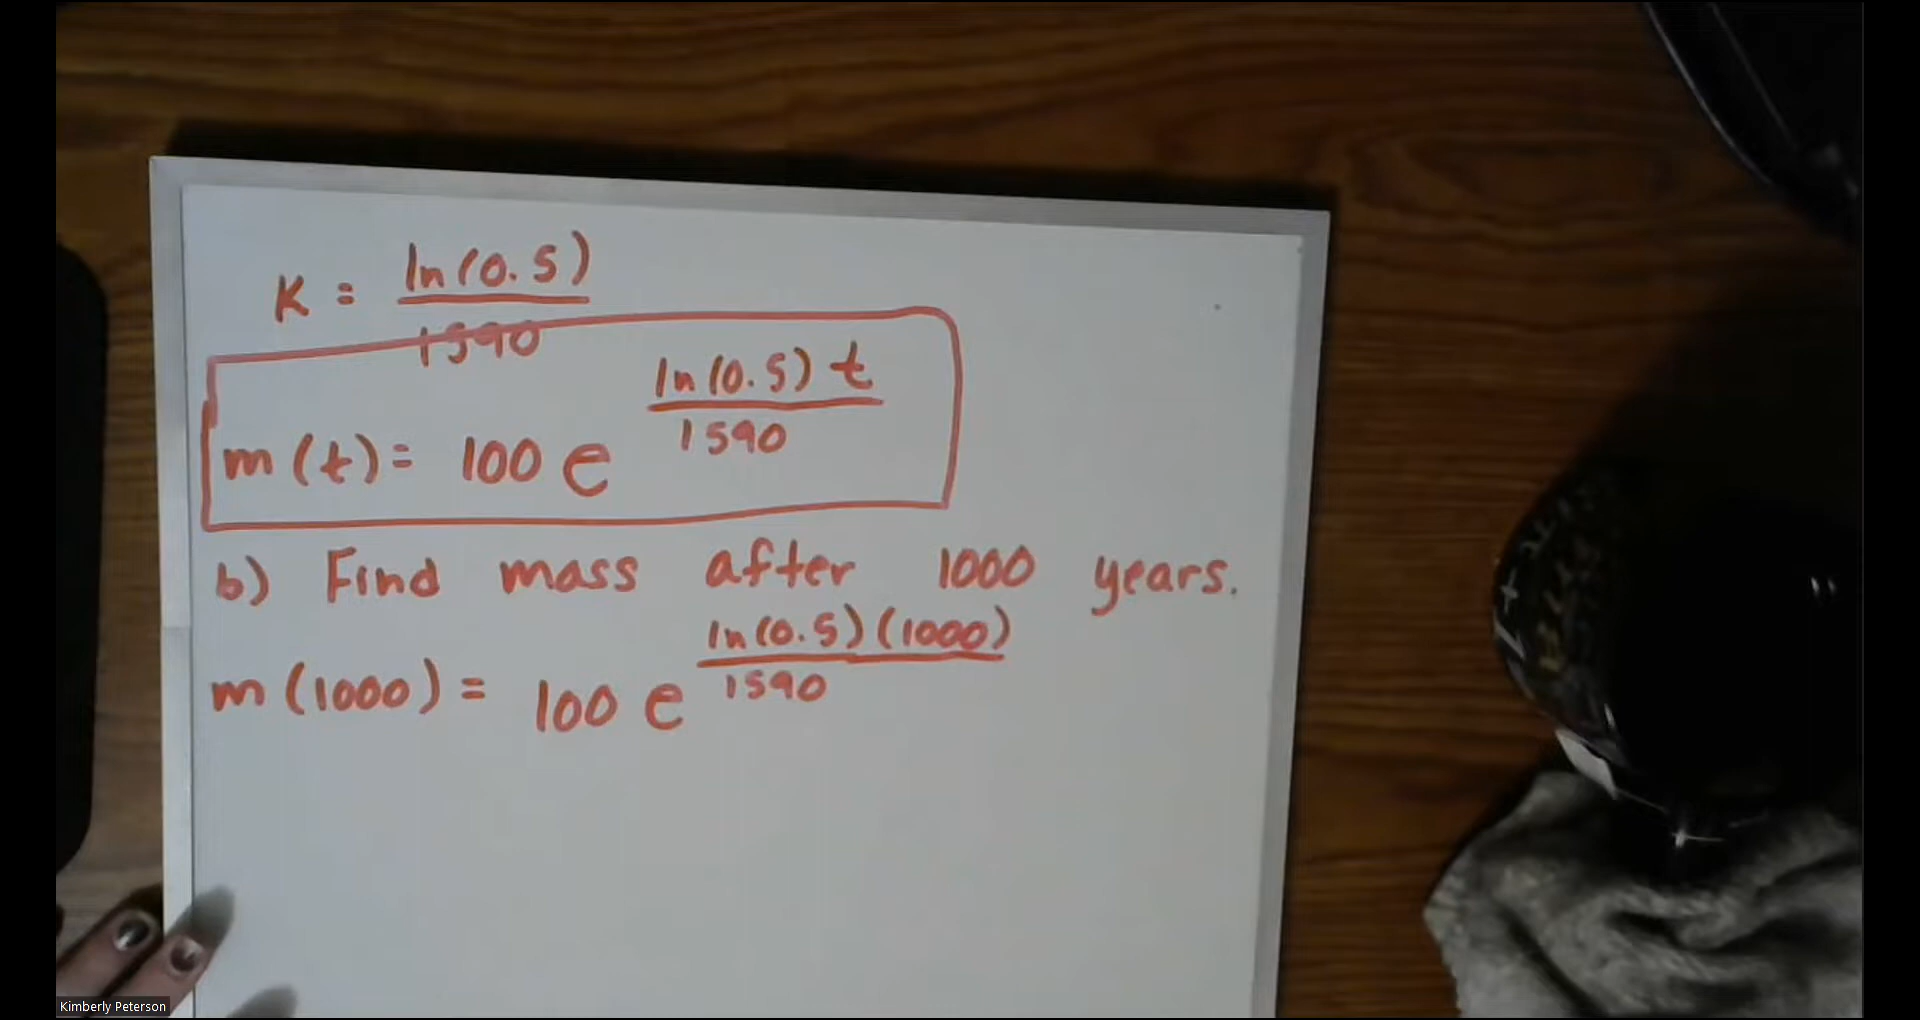 K = ln(0.5)
1590
m(t) = 100 e^{ln(0.5) t / 1590}
b) Find mass after 1000 years.
m(1000) = 100 e^{ln(0.5)(1000) / 1590}
Kimberly Peterson